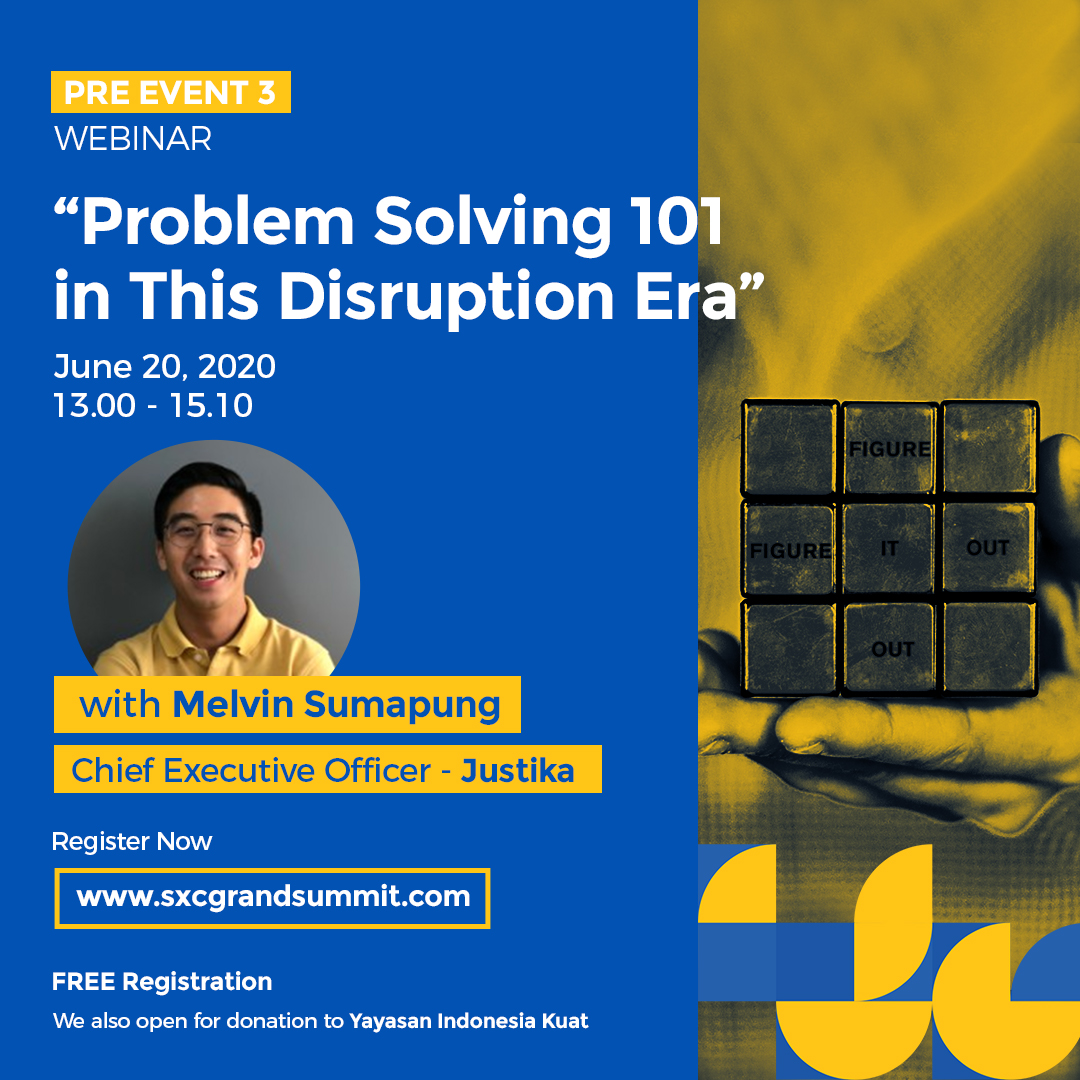 PRE EVENT 3
WEBINAR
“Problem Solving 101
in This Disruption Era”
June 20, 2020
13.00 - 15.10
with Melvin Sumapung
Chief Executive Officer - Justika
Register Now
www.sxcgrandsummit.com
FREE Registration
We also open for donation to Yayasan Indonesia Kuat
FIGURE
FIGURE IT OUT
OUT